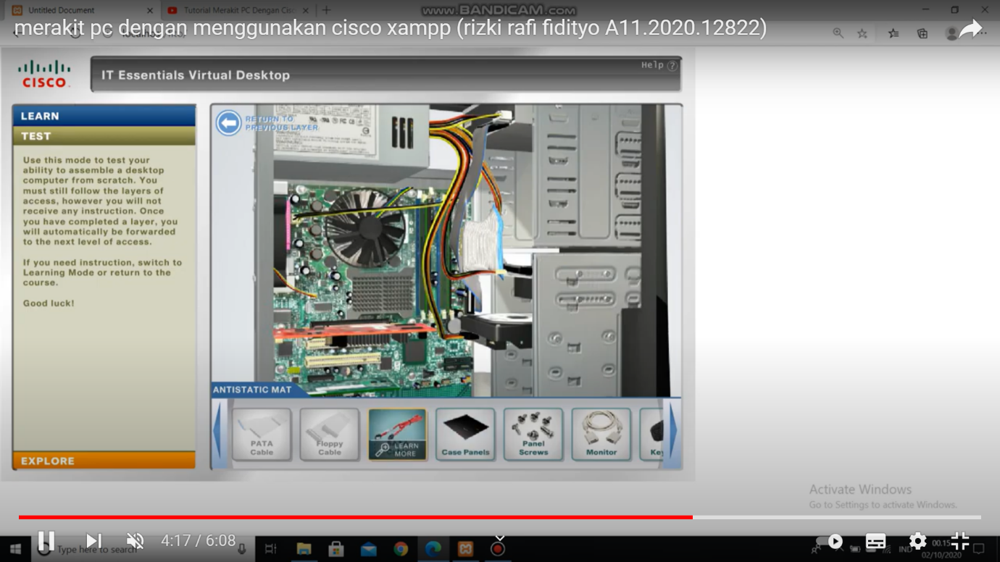 Untitled Document
Tutorial Merakit PC Dengan Cisc
www.BANDICAM.com
merakit pc dengan menggunakan cisco xampp (rizki rafi fidityo A11.2020.12822)
CISCO
IT Essentials Virtual Desktop
Help ?
LEARN
TEST
Use this mode to test your
ability to assemble a desktop
computer from scratch. You
must still follow the layers of
access, however you will not
receive any instruction. Once
you have completed a layer, you
will automatically be forwarded
to the next level of access.
If you need instruction, switch to
Learning Mode or return to the
course.
Good luck!
EXPLORE
RETURN TO
PREVIOUS LAYER
ANTISTATIC MAT
PATA
Cable
Floppy
Cable
LEARN
MORE
Case Panels
Panel
Screws
Monitor
Key
Activate Windows
Go to Settings to activate Windows.
4:17 / 6:08
Type here to search
IND
00.15
02/10/2020